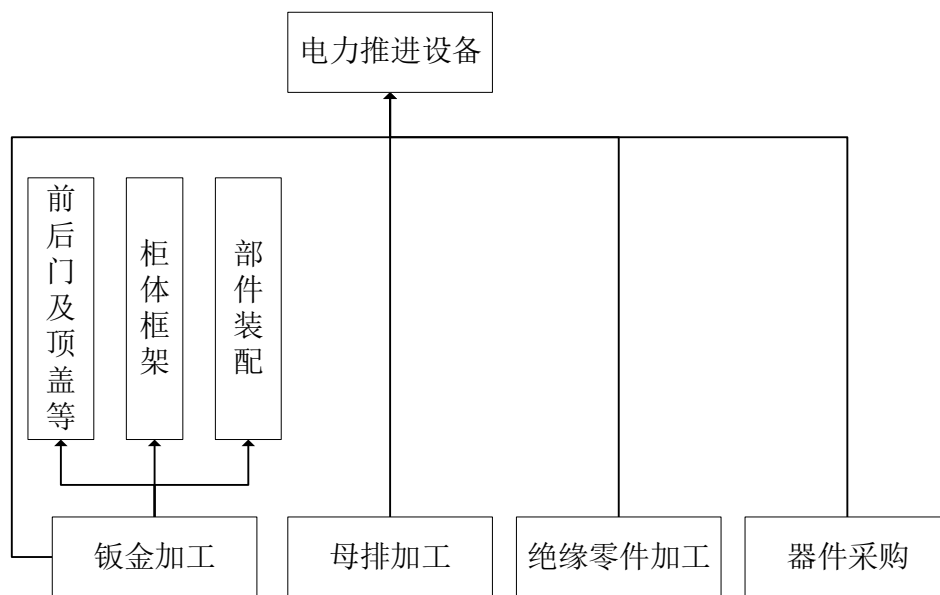 电力推进设备
前后门及顶盖等
柜体框架
部件装配
钣金加工
母排加工
绝缘零件加工
器件采购